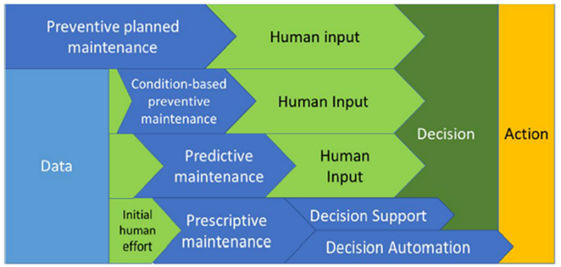 Preventive planned
maintenance
Human input
Condition-based
preventive
maintenance
Human Input
Data
Predictive
maintenance
Human
Input
Decision
Action
Initial
human
effort
Prescriptive
maintenance
Decision Support
Decision Automation